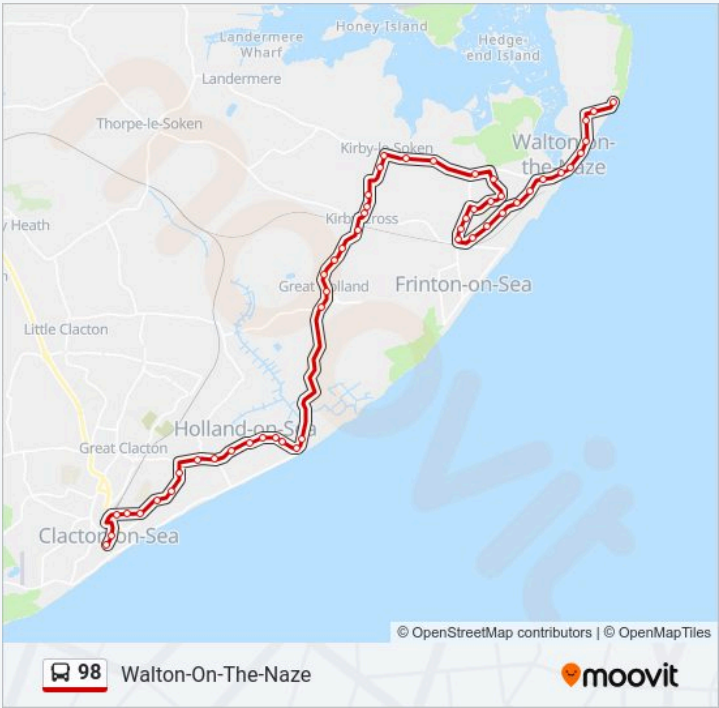 Honey Island
Landermere
Wharf
Hedge-
end Island
Landermere
Thorpe-le-Soken
Kirby-le-Soken
Walton-on-
the-Naze
y Heath
Kirby Cross
n
Great Holland
Frinton-on-Sea
Little Clacton
Holland-on-Sea
Great Clacton
Clacton-on-Sea
moovit
© OpenStreetMap contributors | © OpenMapTiles
98 Walton-On-The-Naze
moovit